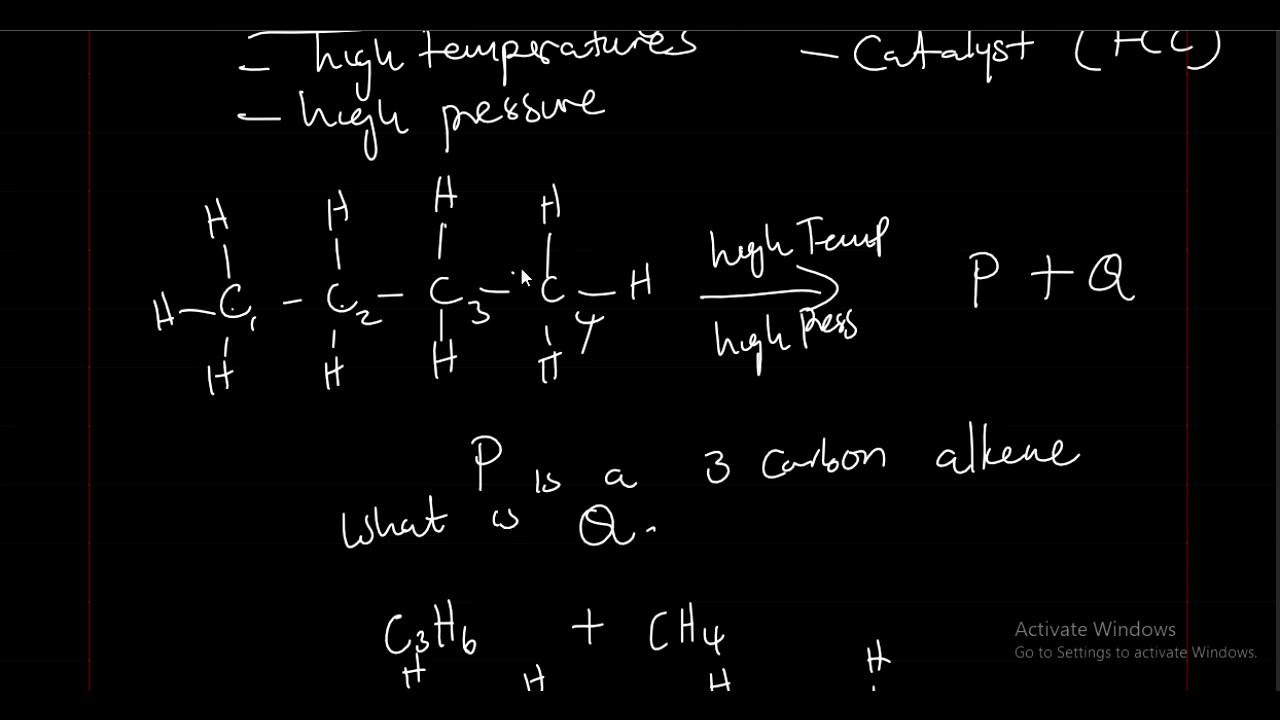 – high temperatures – Catalyst (HC)
– high pressure
H H H H
H – C1 – C2 – C3 – C4 – H high Temp high Press P + Q
H H H H
P is a 3 carbon alkene
What is Q.
C3H6 + CH4
H H H H
Activate Windows
Go to Settings to activate Windows.